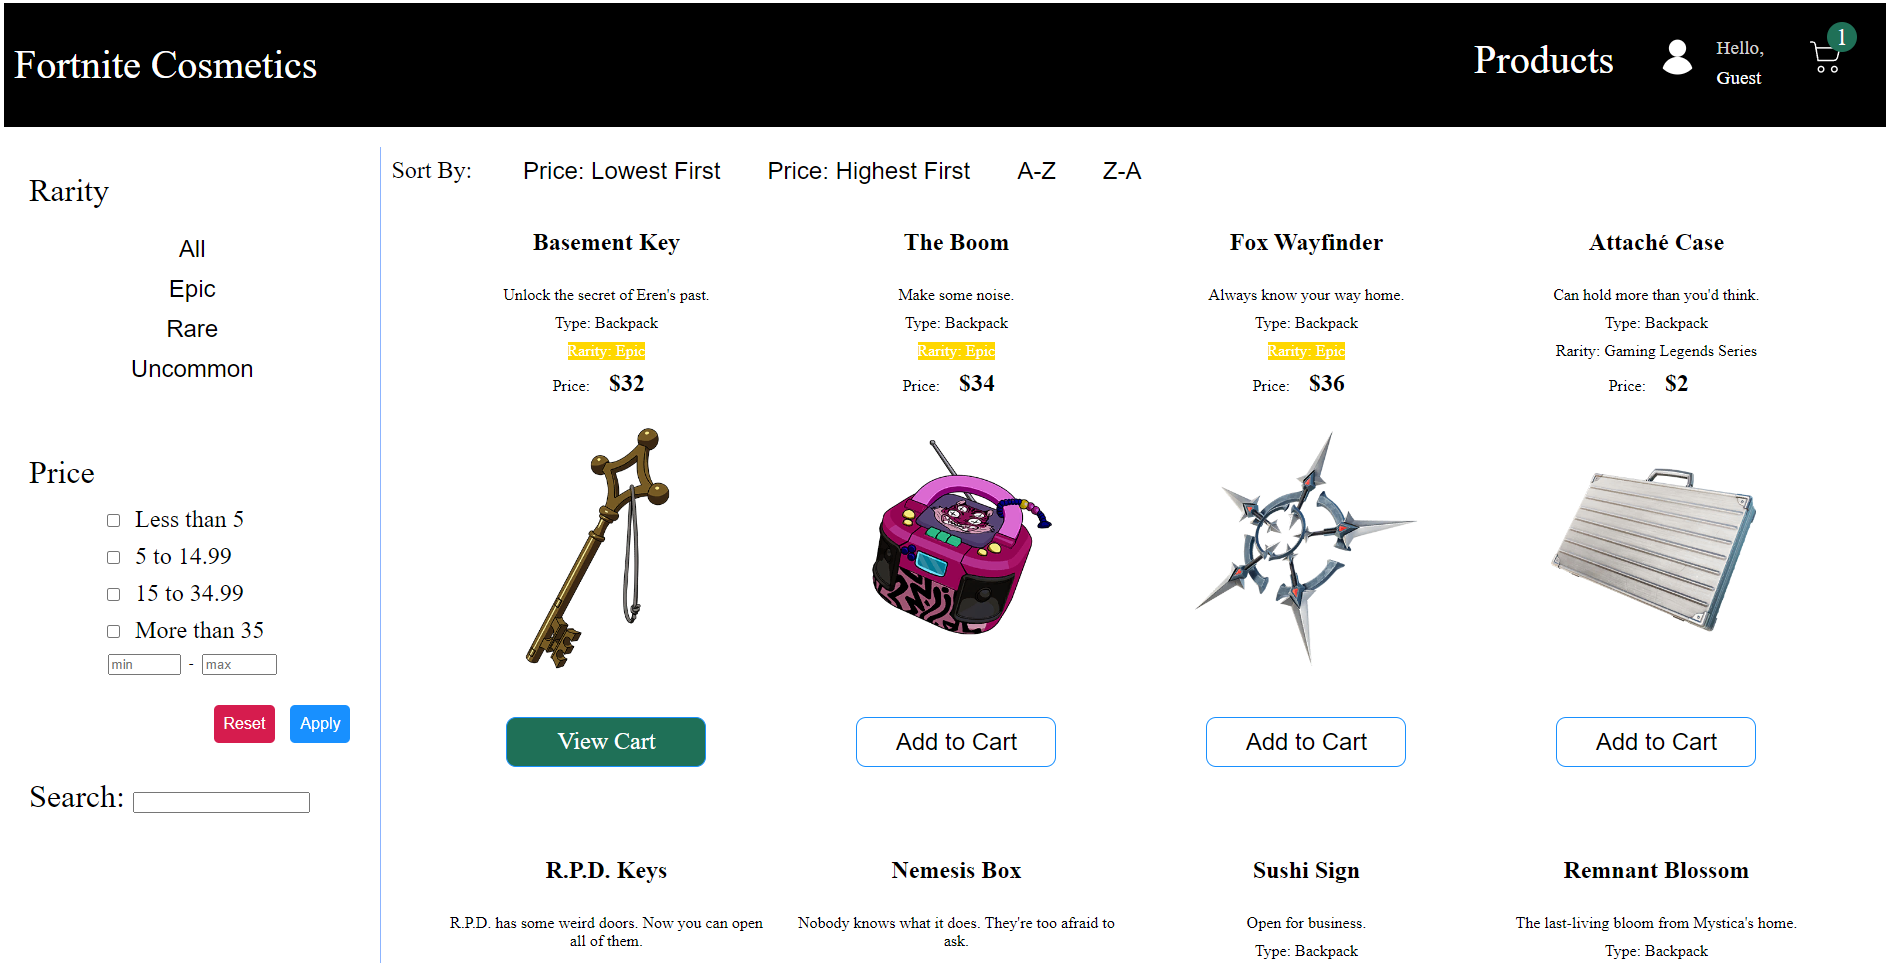 Fortnite Cosmetics
Products
Hello,
Guest
1
Rarity
All
Epic
Rare
Uncommon
Price
Less than 5
5 to 14.99
15 to 34.99
More than 35
min - max
Reset Apply
Search:
Sort By: Price: Lowest First Price: Highest First A-Z Z-A
Basement Key
Unlock the secret of Eren's past.
Type: Backpack
Rarity: Epic
Price: $32
View Cart
The Boom
Make some noise.
Type: Backpack
Rarity: Epic
Price: $34
Add to Cart
Fox Wayfinder
Always know your way home.
Type: Backpack
Rarity: Epic
Price: $36
Add to Cart
Attaché Case
Can hold more than you'd think.
Type: Backpack
Rarity: Gaming Legends Series
Price: $2
Add to Cart
R.P.D. Keys
R.P.D. has some weird doors. Now you can open
all of them.
Nemesis Box
Nobody knows what it does. They're too afraid to
ask.
Sushi Sign
Open for business.
Type: Backpack
Remnant Blossom
The last-living bloom from Mystica's home.
Type: Backpack